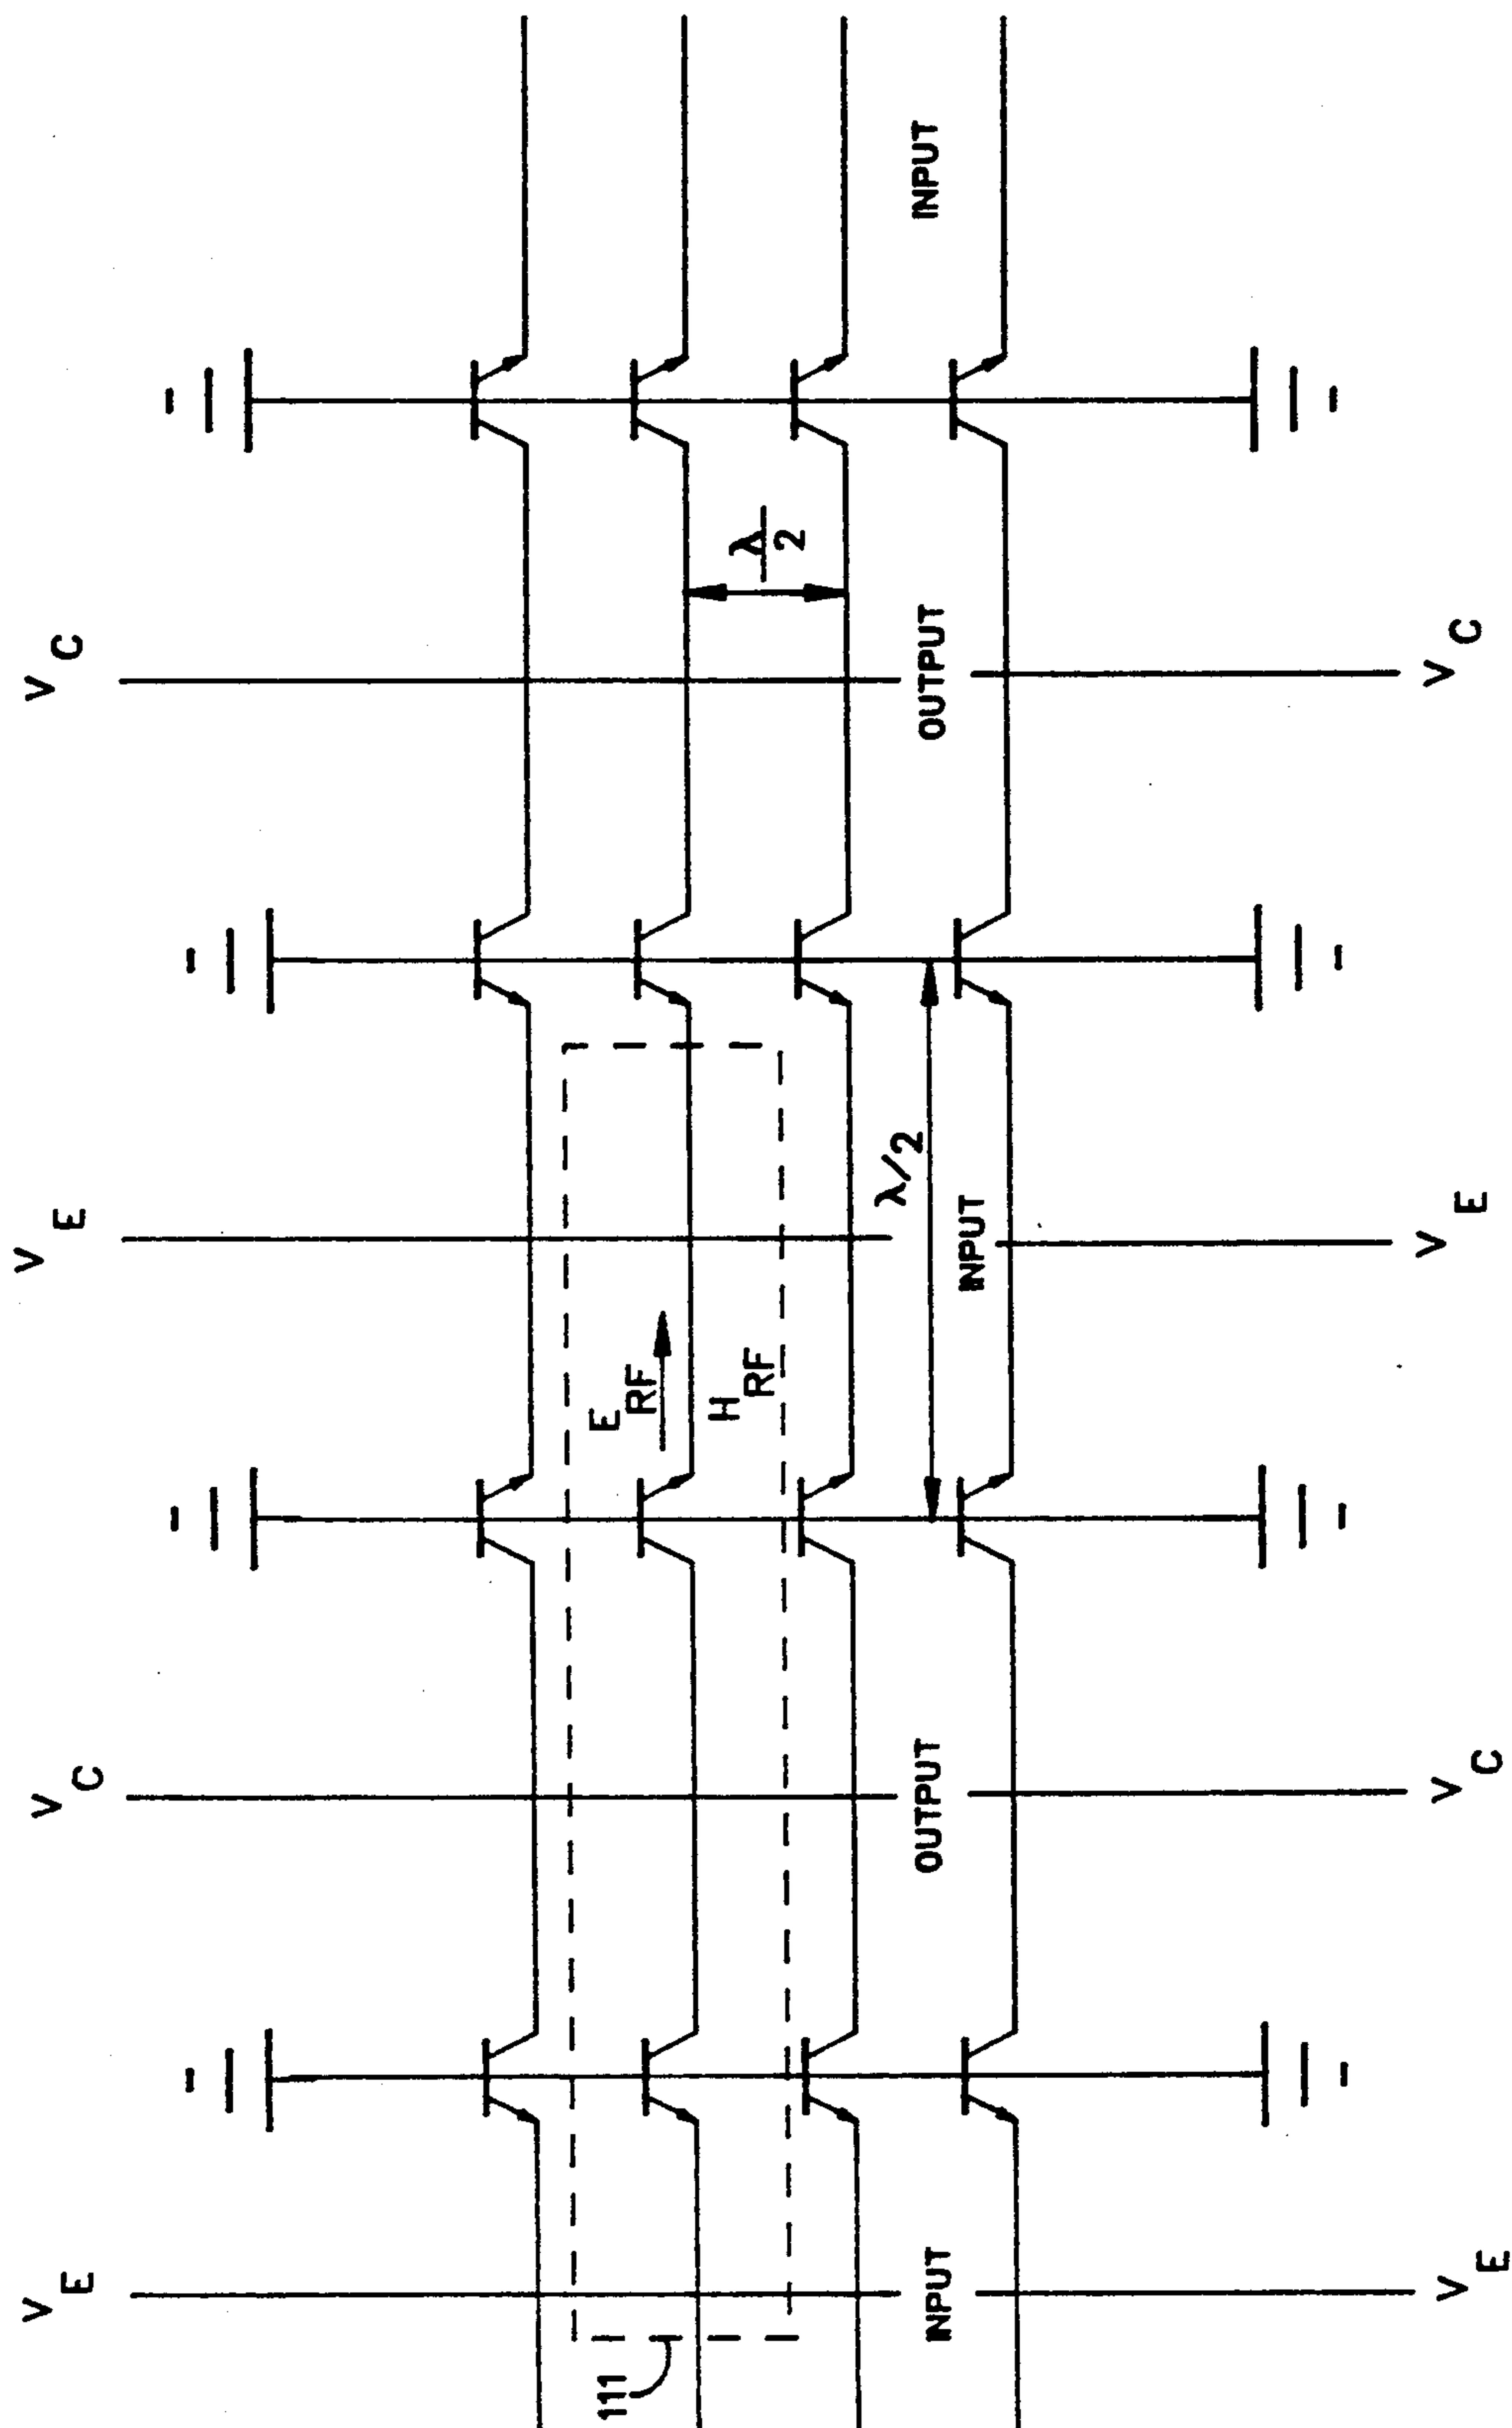 V E
V C
V E
V C
111
E RF
H RF
λ
2
λ/2
INPUT
OUTPUT
INPUT
OUTPUT
INPUT
V E
V C
V E
V C